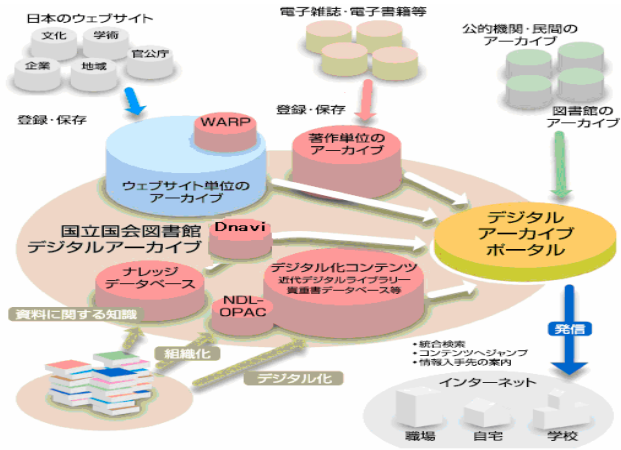 日本のウェブサイト
文化
学術
官公庁
企業
地域
登録・保存
電子雑誌・電子書籍等
登録・保存
公的機関・民間の
アーカイブ
図書館の
アーカイブ
WARP
ウェブサイト単位の
アーカイブ
著作単位の
アーカイブ
国立国会図書館
デジタルアーカイブ
Dnavi
デジタル
アーカイブ
ポータル
ナレッジ
データベース
NDL-
OPAC
デジタル化コンテンツ
近代デジタルライブラリー
貴重書データベース等
資料に関する知識
組織化
デジタル化
発信
・統合検索
・コンテンツへジャンプ
・情報入手先の案内
インターネット
職場
自宅
学校